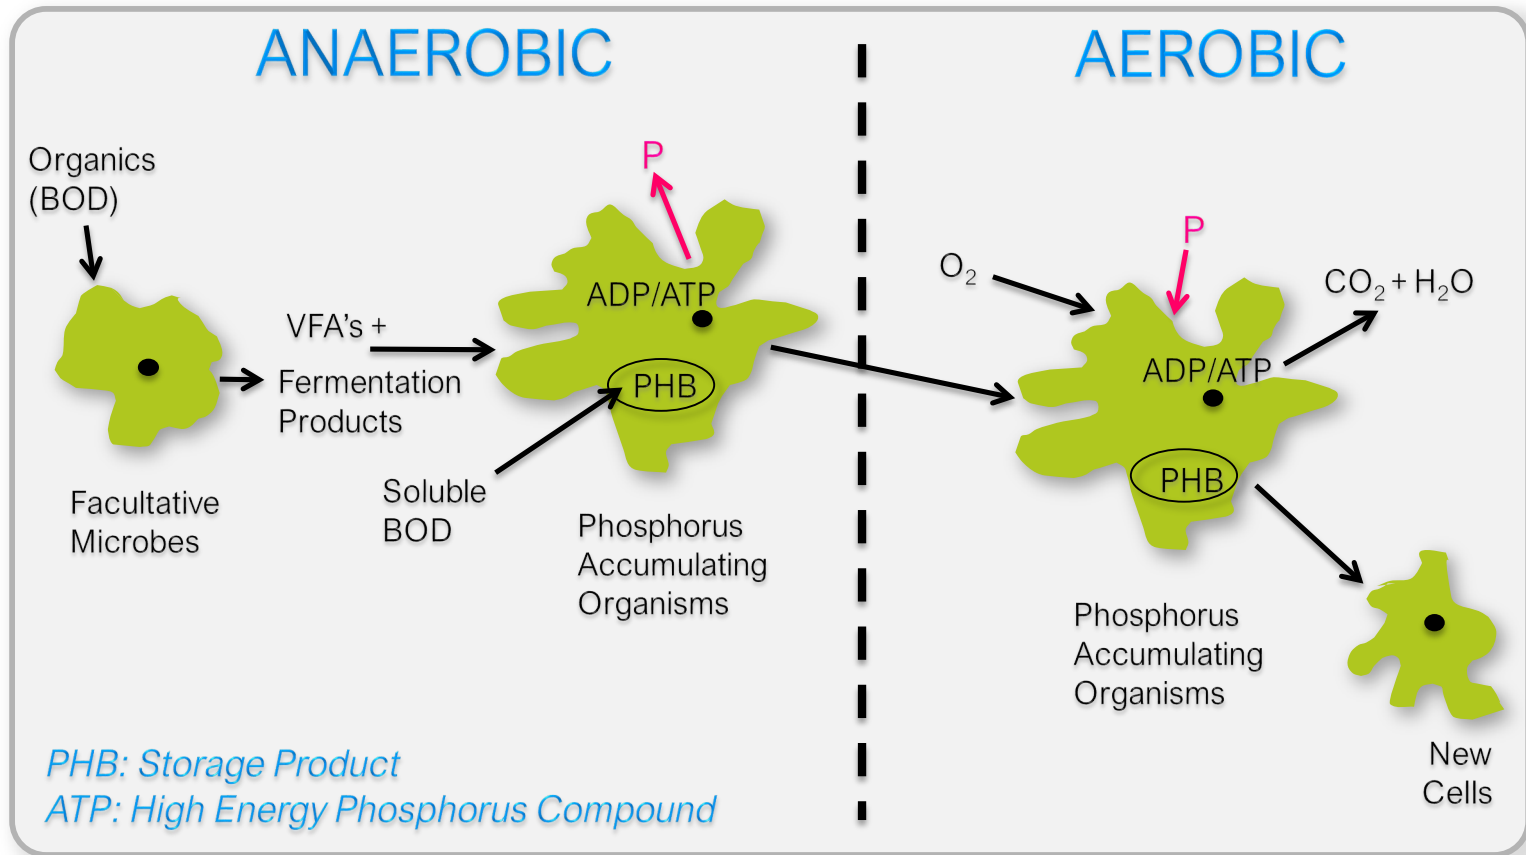 ANAEROBIC
Organics
(BOD)
P
ADP/ATP
VFA's +
Fermentation
Products
PHB
Soluble
BOD
Facultative
Microbes
Phosphorus
Accumulating
Organisms
PHB: Storage Product
ATP: High Energy Phosphorus Compound
AEROBIC
P
O₂
CO₂ + H₂O
ADP/ATP
PHB
Phosphorus
Accumulating
Organisms
New
Cells